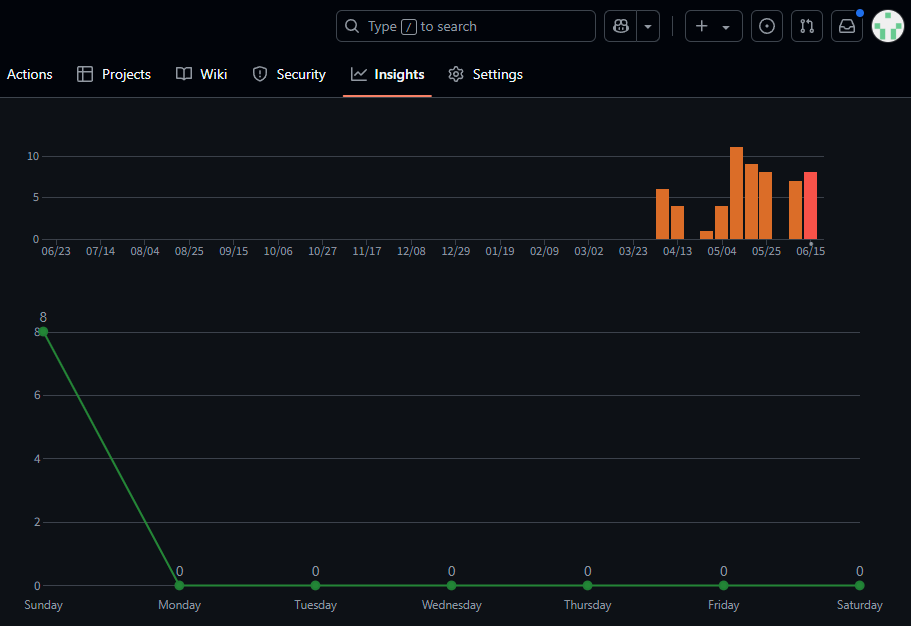 Type / to search
Actions Projects Wiki Security Insights Settings
10
5
0
06/23 07/14 08/04 08/25 09/15 10/06 10/27 11/17 12/08 12/29 01/19 02/09 03/02 03/23 04/13 05/04 05/25 06/15
8
8
6
4
2
0 0 0 0 0 0
0
Sunday Monday Tuesday Wednesday Thursday Friday Saturday